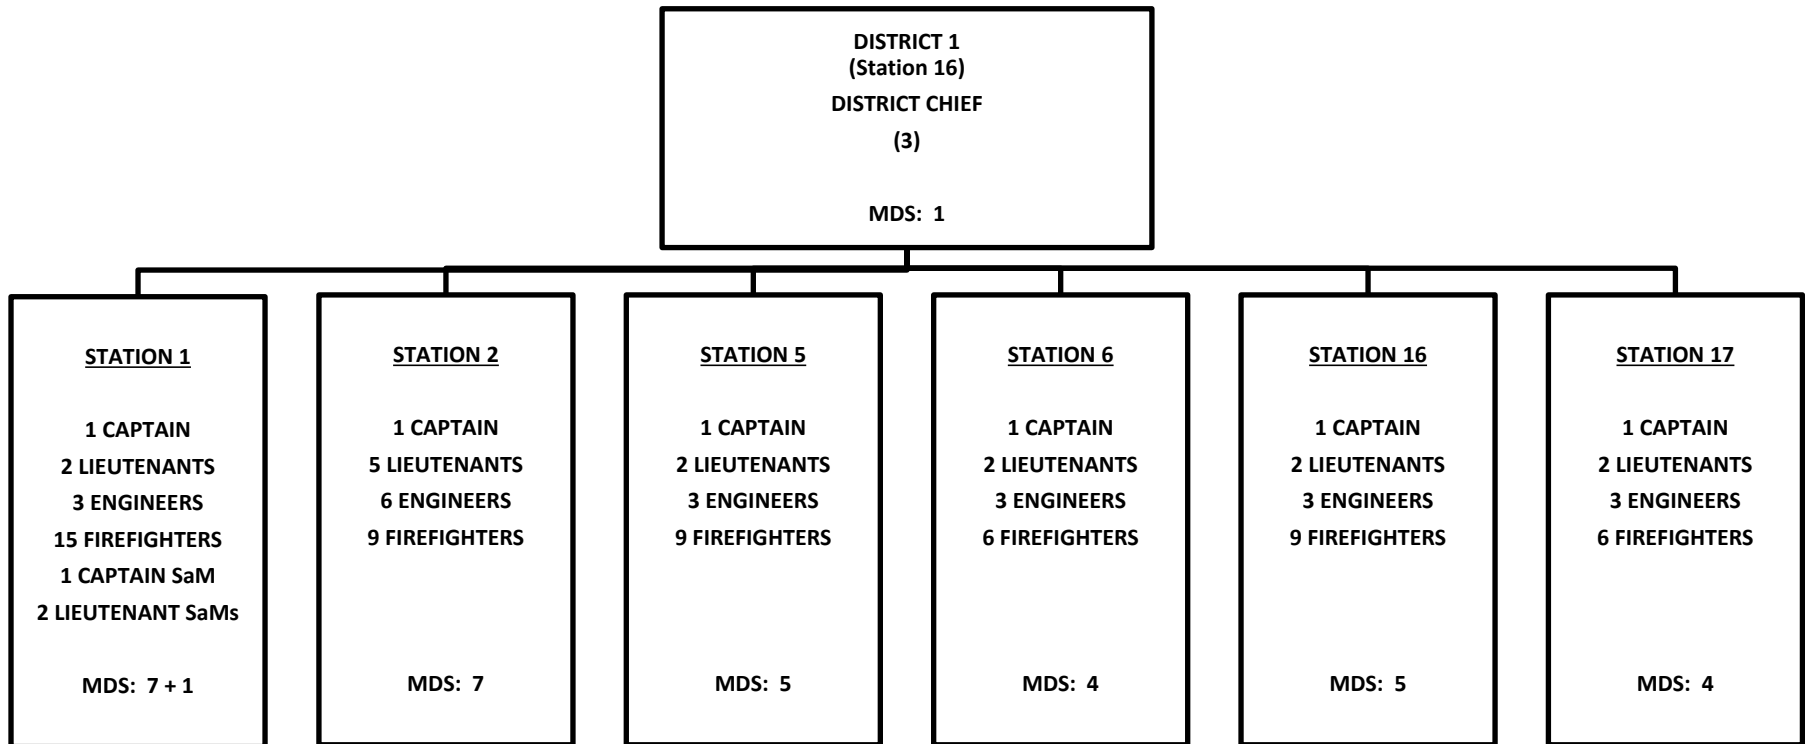 DISTRICT 1
(Station 16)
DISTRICT CHIEF
(3)
MDS: 1
STATION 1
1 CAPTAIN
2 LIEUTENANTS
3 ENGINEERS
15 FIREFIGHTERS
1 CAPTAIN SaM
2 LIEUTENANT SaMs
MDS: 7 + 1
STATION 2
1 CAPTAIN
5 LIEUTENANTS
6 ENGINEERS
9 FIREFIGHTERS
MDS: 7
STATION 5
1 CAPTAIN
2 LIEUTENANTS
3 ENGINEERS
9 FIREFIGHTERS
MDS: 5
STATION 6
1 CAPTAIN
2 LIEUTENANTS
3 ENGINEERS
6 FIREFIGHTERS
MDS: 4
STATION 16
1 CAPTAIN
2 LIEUTENANTS
3 ENGINEERS
9 FIREFIGHTERS
MDS: 5
STATION 17
1 CAPTAIN
2 LIEUTENANTS
3 ENGINEERS
6 FIREFIGHTERS
MDS: 4